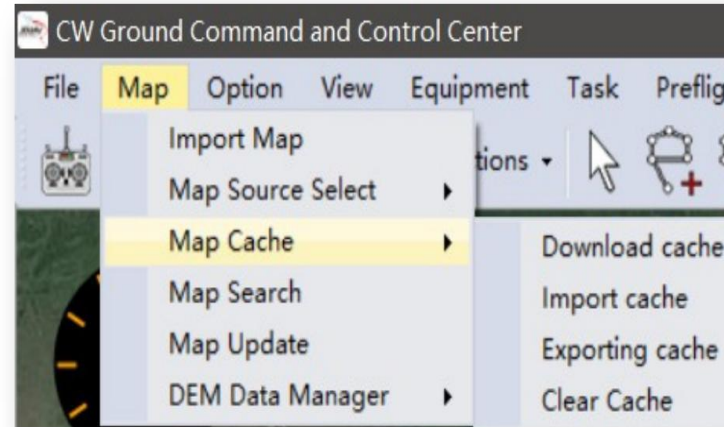 CW Ground Command and Control Center
File Map Option View Equipment Task
Import Map
Map Source Select
Map Cache
Map Search
Map Update
DEM Data Manager
Download cache
Import cache
Exporting cache
Clear Cache